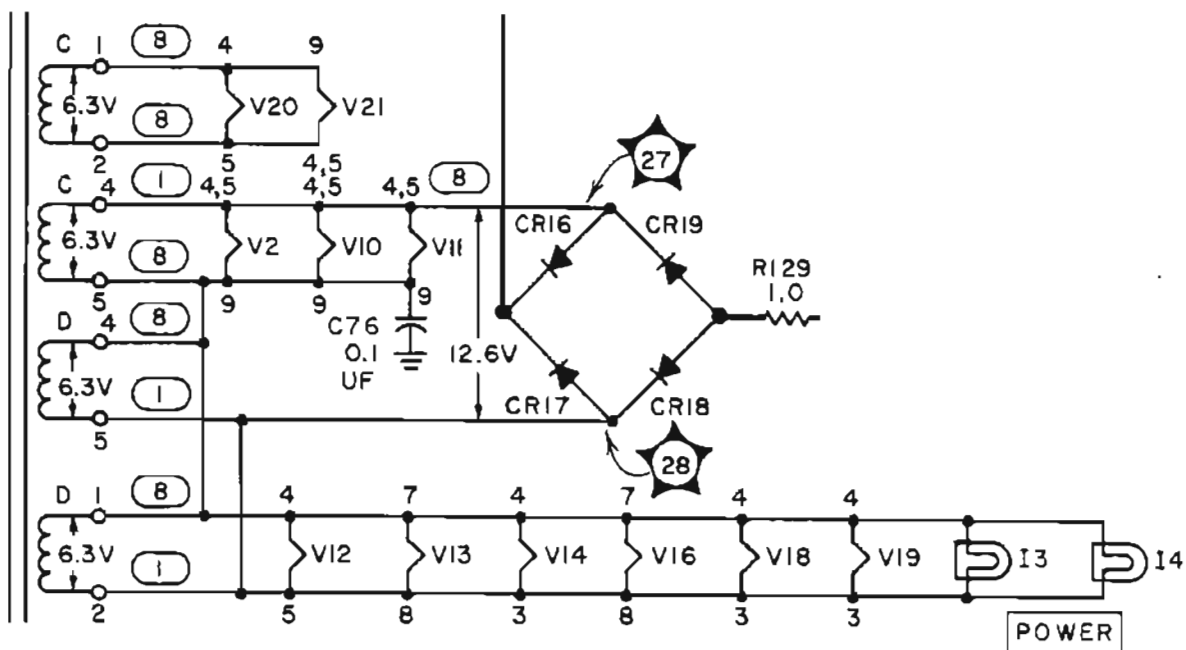 C 1 8 4 9
6.3V V20 V21
8
2 5 4,5
C 4 1 4,5 4,5 4,5 8 27
CR16 CR19
6.3V V2 V10 V11
8 R129
5 9 9 9 1.0
D 4 8 C76
0.1 12.6V
6.3V UF
1 CR17 CR18
5
28
D 1 8 4 7 4 7 4 4
6.3V V12 V13 V14 V16 V18 V19 I3 I4
1
2 5 8 3 8 3 3
POWER